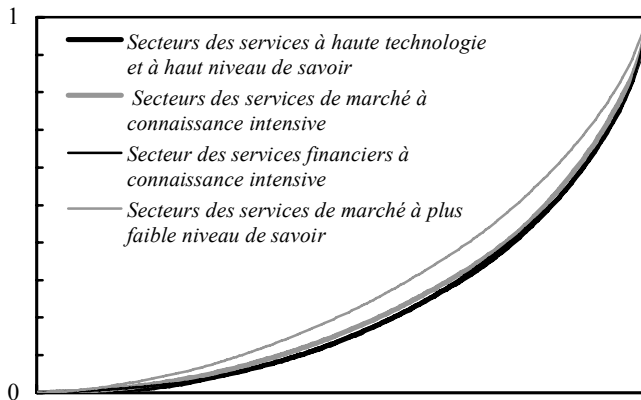 1
Secteurs des services à haute technologie
et à haut niveau de savoir
Secteurs des services de marché à
connaissance intensive
Secteur des services financiers à
connaissance intensive
Secteurs des services de marché à plus
faible niveau de savoir
0